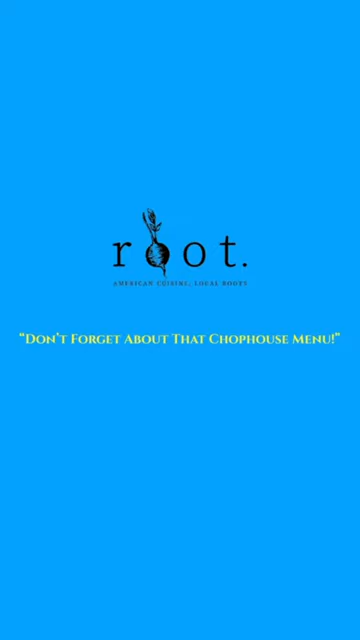 root.
AMERICAN CUISINE, LOCAL ROOTS
“Don’t Forget About That Chophouse Menu!”